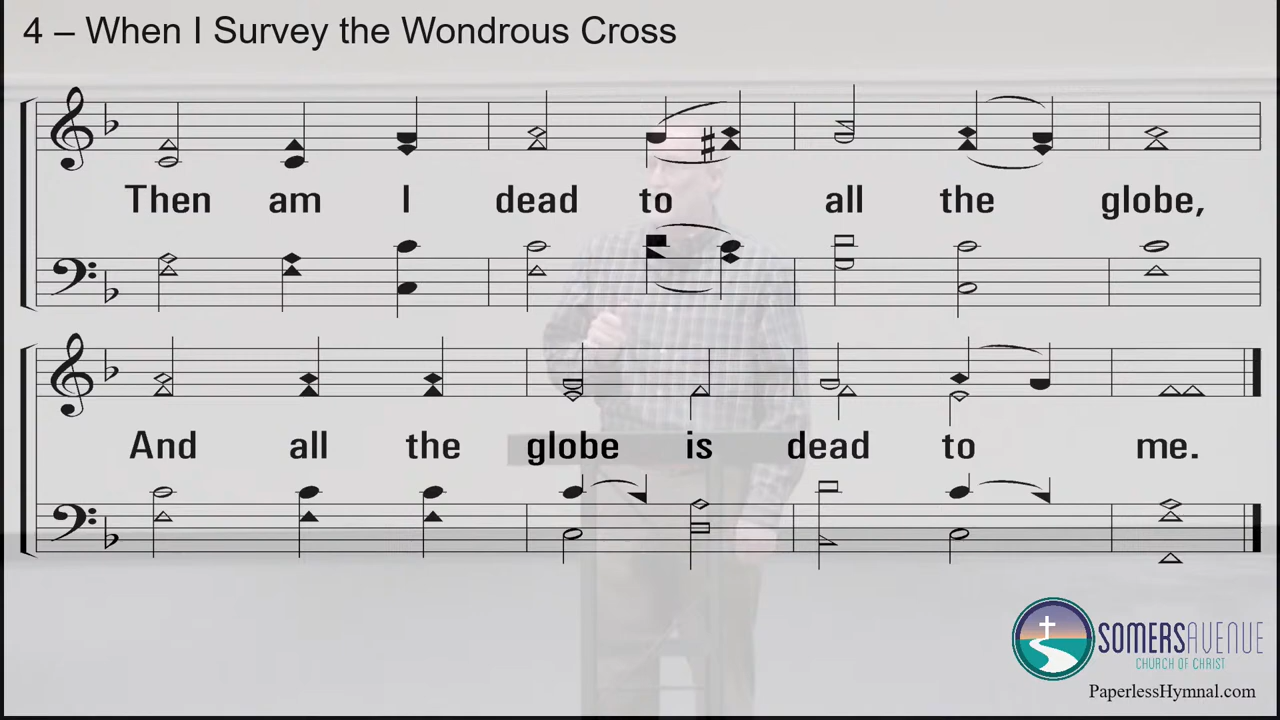 4 – When I Survey the Wondrous Cross
Then am I dead to all the globe,
And all the globe is dead to me.
SOMERSAVENUE
CHURCH OF CHRIST
PaperlessHymnal.com